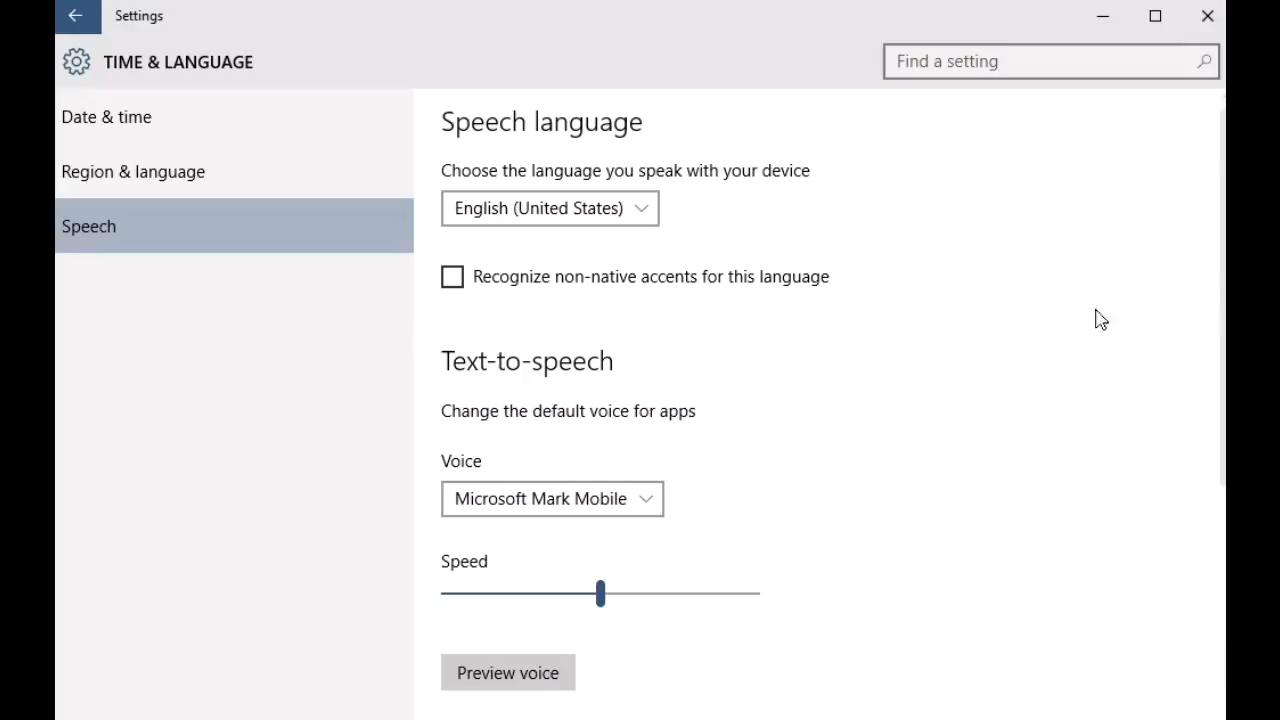 Settings
TIME & LANGUAGE
Find a setting
Date & time
Region & language
Speech
Speech language
Choose the language you speak with your device
English (United States)
Recognize non-native accents for this language
Text-to-speech
Change the default voice for apps
Voice
Microsoft Mark Mobile
Speed
Preview voice